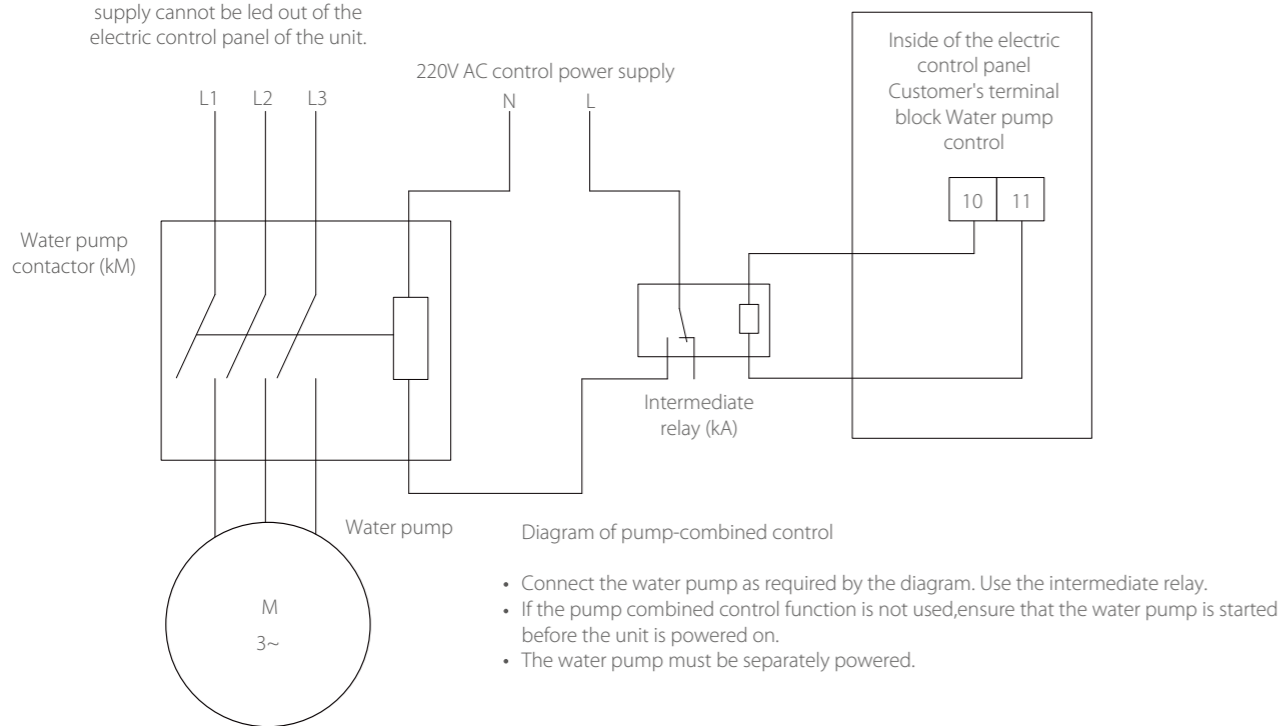 supply cannot be led out of the
electric control panel of the unit.
L1 L2 L3
220V AC control power supply
N L
Inside of the electric
control panel
Customer's terminal
block Water pump
control
10 11
Water pump
contactor (kM)
Intermediate
relay (kA)
Water pump
M
3~
Diagram of pump-combined control
• Connect the water pump as required by the diagram. Use the intermediate relay.
• If the pump combined control function is not used,ensure that the water pump is started
before the unit is powered on.
• The water pump must be separately powered.